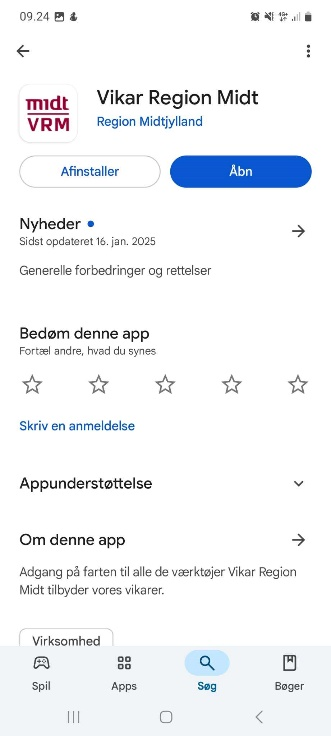 09.24
midt
VRM
Vikar Region Midt
Region Midtjylland
Afinstaller
Åbn
Nyheder
Sidst opdateret 16. jan. 2025
Generelle forbedringer og rettelser
Bedøm denne app
Fortæl andre, hvad du synes
Skriv en anmeldelse
Appunderstøttelse
Om denne app
Adgang på farten til alle de værktøjer Vikar Region
Midt tilbyder vores vikarer.
Virksomhed
Spil
Apps
Søg
Bøger